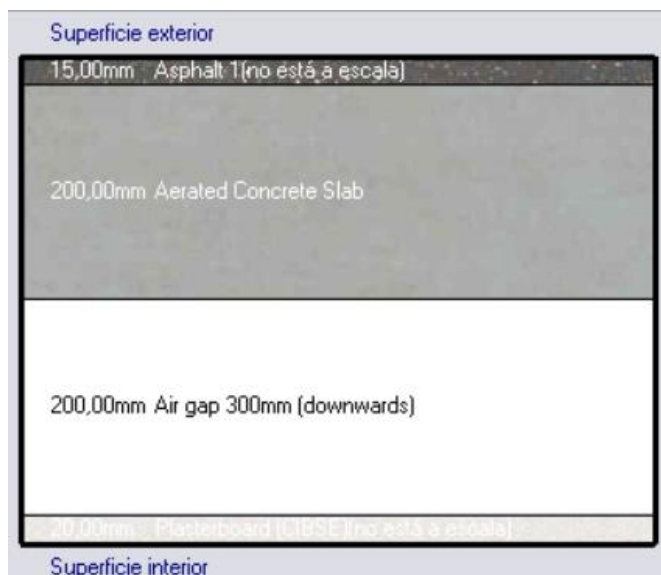 Superficie exterior
15,00mm Asphalt 1(no está a escala)
200,00mm Aerated Concrete Slab
200,00mm Air gap 300mm (downwards)
20,00mm Plasterboard (CIBSE)(no está a escala)
Superficie interior